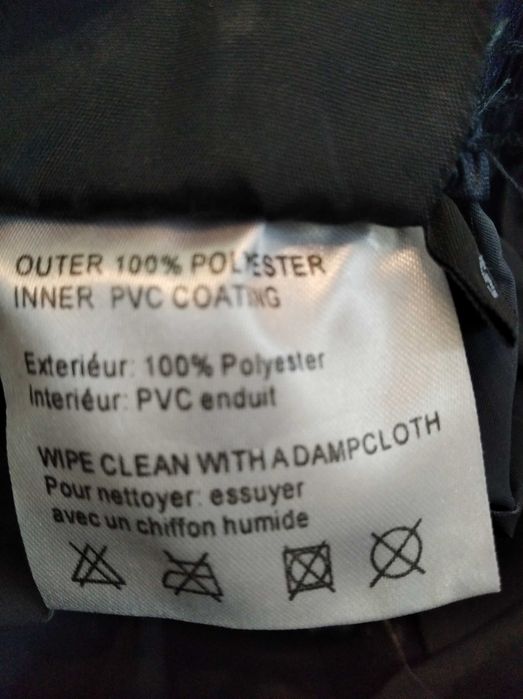 OUTER 100% POLYESTER
INNER PVC COATING
Exteriéur: 100% Polyester
Interiéur: PVC enduit
WIPE CLEAN WITH A DAMPCLOTH
Pour nettoyer: essuyer
avec un chiffon humide